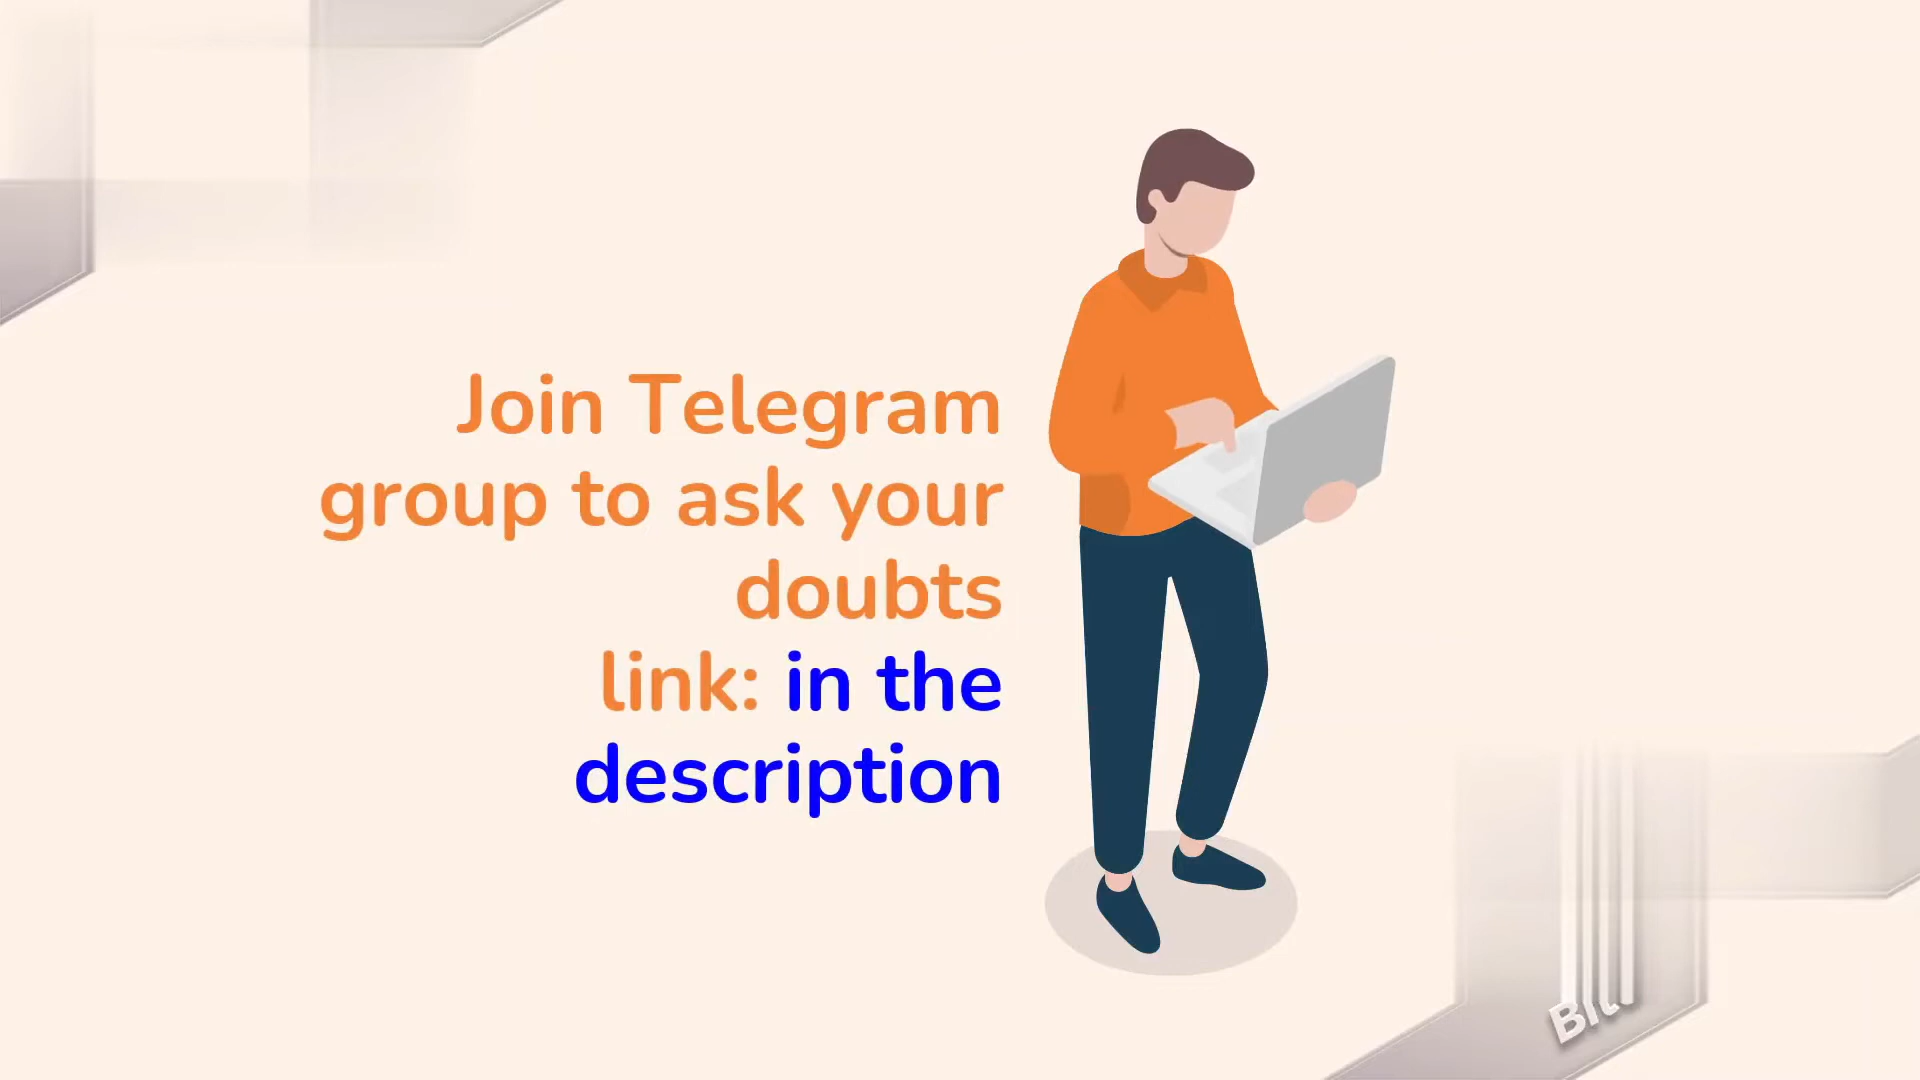 Join Telegram
group to ask your
doubts
link: in the
description